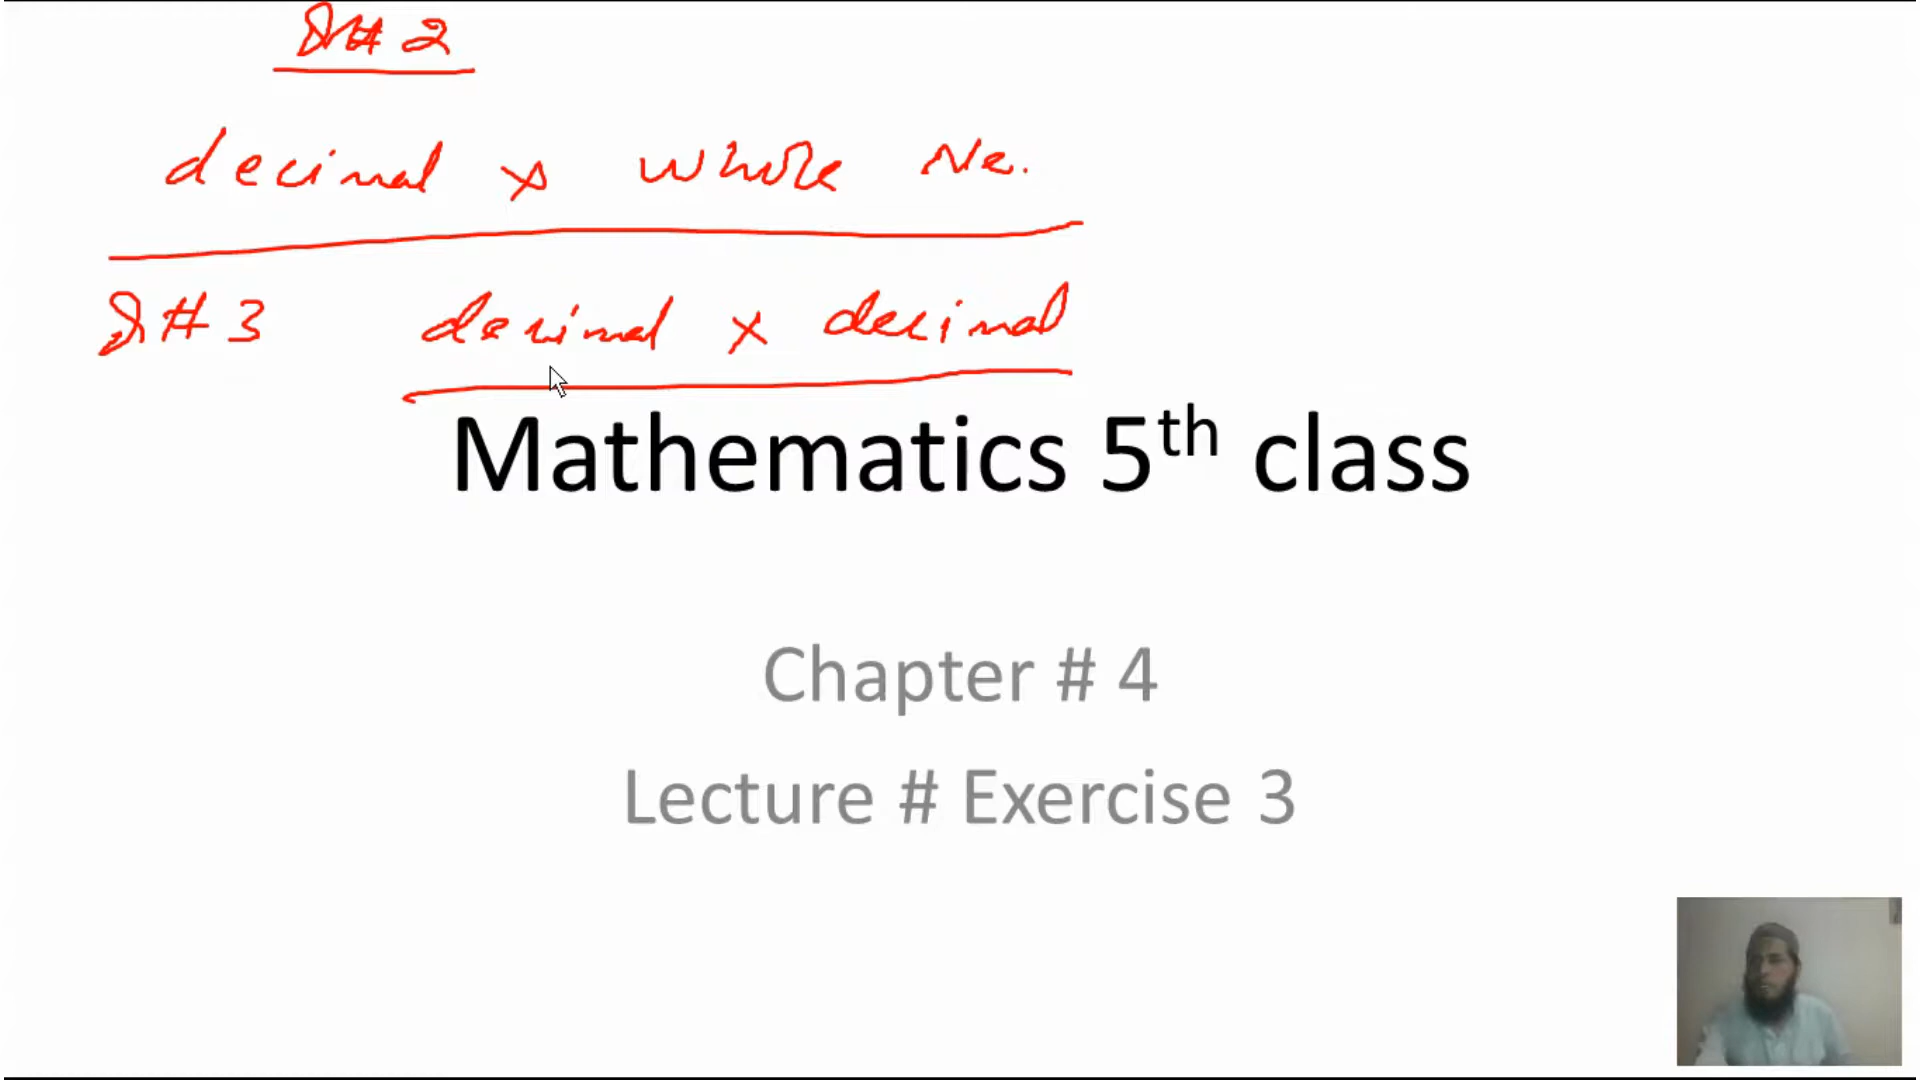 # 2
decimal x whole No.
# 3 decimal x decimal
Mathematics 5th class
Chapter # 4
Lecture # Exercise 3